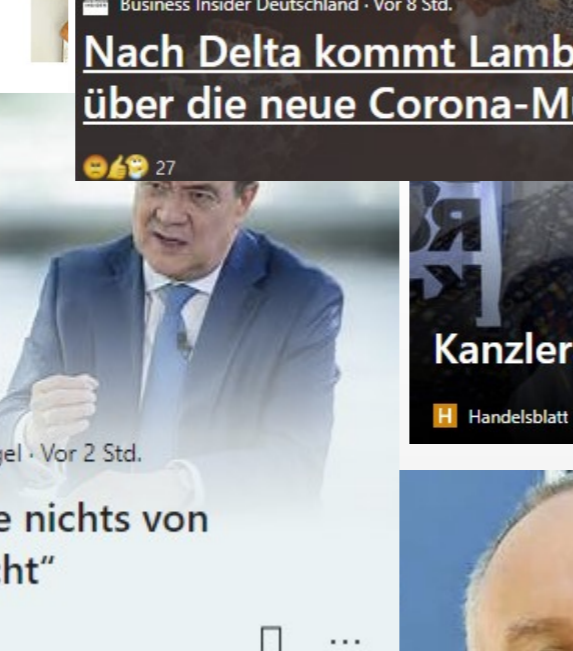 Business Insider Deutschland · Vor 8 Std.
Nach Delta kommt Lamb
über die neue Corona-M
27
Kanzler
H Handelsblatt
gel · Vor 2 Std.
e nichts von
cht“